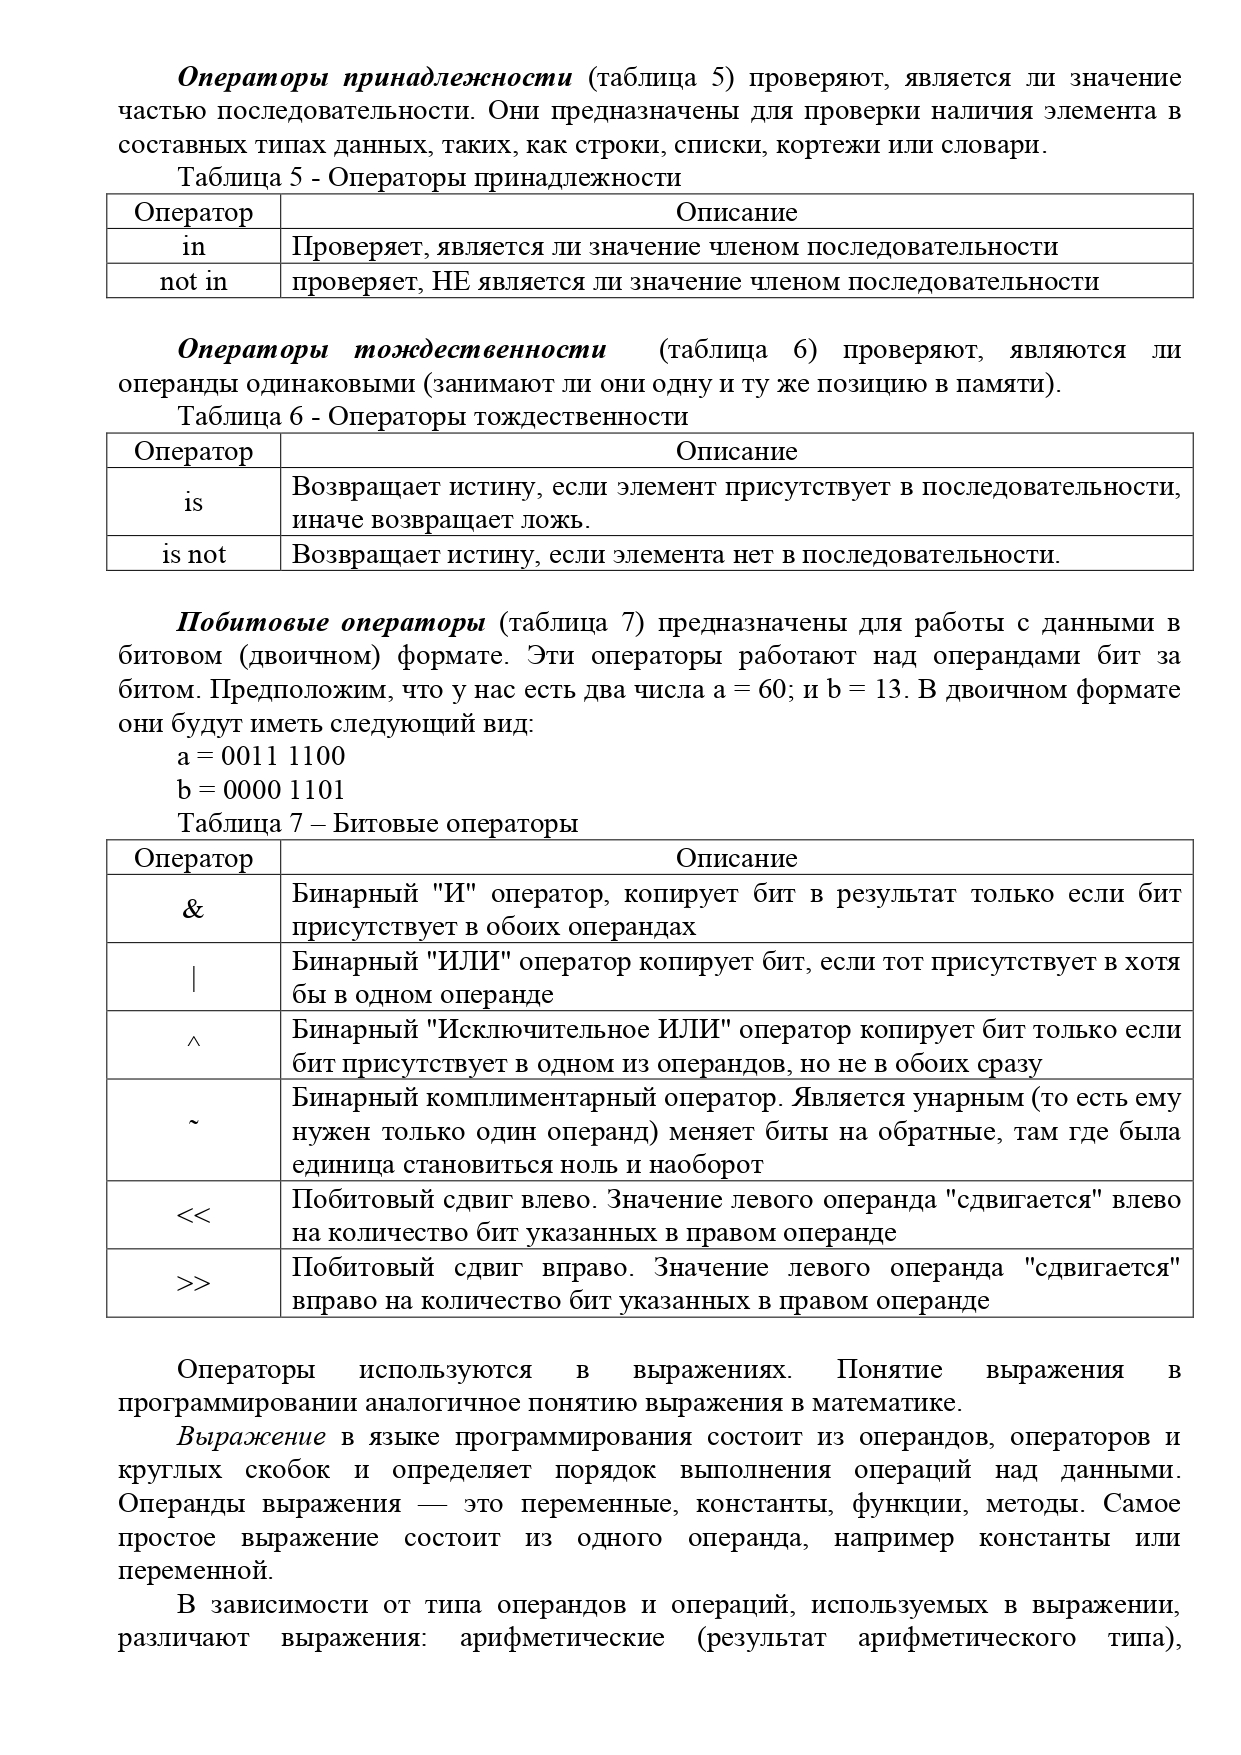 Операторы принадлежности (таблица 5) проверяют, является ли значение
частью последовательности. Они предназначены для проверки наличия элемента в
составных типах данных, таких, как строки, списки, кортежи или словари.
Таблица 5 - Операторы принадлежности
Оператор Описание
in Проверяет, является ли значение членом последовательности
not in проверяет, НЕ является ли значение членом последовательности
Операторы тождественности (таблица 6) проверяют, являются ли
операнды одинаковыми (занимают ли они одну и ту же позицию в памяти).
Таблица 6 - Операторы тождественности
Оператор Описание
is Возвращает истину, если элемент присутствует в последовательности,
иначе возвращает ложь.
is not Возвращает истину, если элемента нет в последовательности.
Побитовые операторы (таблица 7) предназначены для работы с данными в
битовом (двоичном) формате. Эти операторы работают над операндами бит за
битом. Предположим, что у нас есть два числа a = 60; и b = 13. В двоичном формате
они будут иметь следующий вид:
a = 0011 1100
b = 0000 1101
Таблица 7 – Битовые операторы
Оператор Описание
& Бинарный "И" оператор, копирует бит в результат только если бит
присутствует в обоих операндах
| Бинарный "ИЛИ" оператор копирует бит, если тот присутствует в хотя
бы в одном операнде
^ Бинарный "Исключительное ИЛИ" оператор копирует бит только если
бит присутствует в одном из операндов, но не в обоих сразу
~ Бинарный комплиментарный оператор. Является унарным (то есть ему
нужен только один операнд) меняет биты на обратные, там где была
единица становиться ноль и наоборот
<< Побитовый сдвиг влево. Значение левого операнда "сдвигается" влево
на количество бит указанных в правом операнде
>> Побитовый сдвиг вправо. Значение левого операнда "сдвигается"
вправо на количество бит указанных в правом операнде
Операторы используются в выражениях. Понятие выражения в
программировании аналогичное понятию выражения в математике.
Выражение в языке программирования состоит из операндов, операторов и
круглых скобок и определяет порядок выполнения операций над данными.
Операнды выражения — это переменные, константы, функции, методы. Самое
простое выражение состоит из одного операнда, например константы или
переменной.
В зависимости от типа операндов и операций, используемых в выражении,
различают выражения: арифметические (результат арифметического типа),